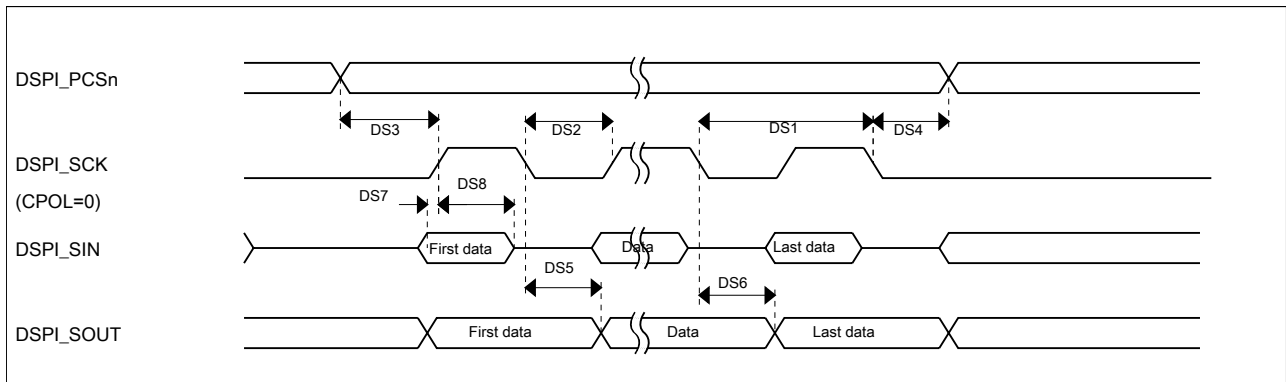 DSPI_PCSn
DS3 DS2 DS1 DS4
DSPI_SCK
DS7 DS8
(CPOL=0)
DSPI_SIN First data Data Last data
DS5 DS6
DSPI_SOUT First data Data Last data